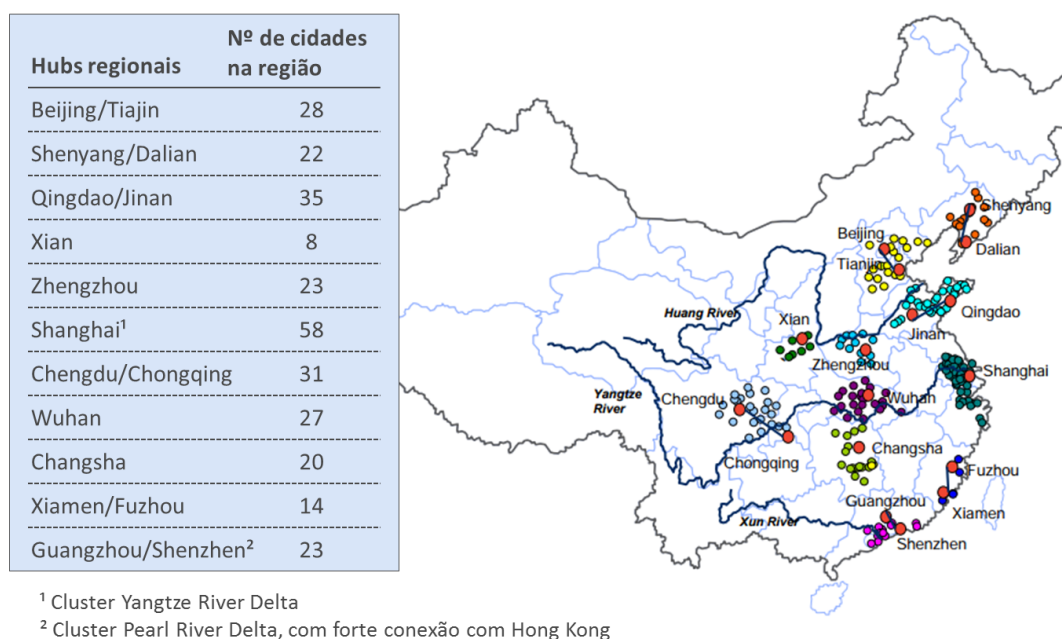 Hubs regionais Nº de cidades na região
Beijing/Tiajin 28
Shenyang/Dalian 22
Qingdao/Jinan 35
Xian 8
Zhengzhou 23
Shanghai¹ 58
Chengdu/Chongqing 31
Wuhan 27
Changsha 20
Xiamen/Fuzhou 14
Guangzhou/Shenzhen² 23
¹ Cluster Yangtze River Delta
² Cluster Pearl River Delta, com forte conexão com Hong Kong
Shenyang
Beijing
Dalian
Tianjin
Huang River
Xian
Qingdao
Jinan
Zhengzhou
Shanghai
Yangtze
River
Chengdu
Wuhan
Changsha
Chongqing
Fuzhou
Guangzhou
Xiamen
Xun River
Shenzhen